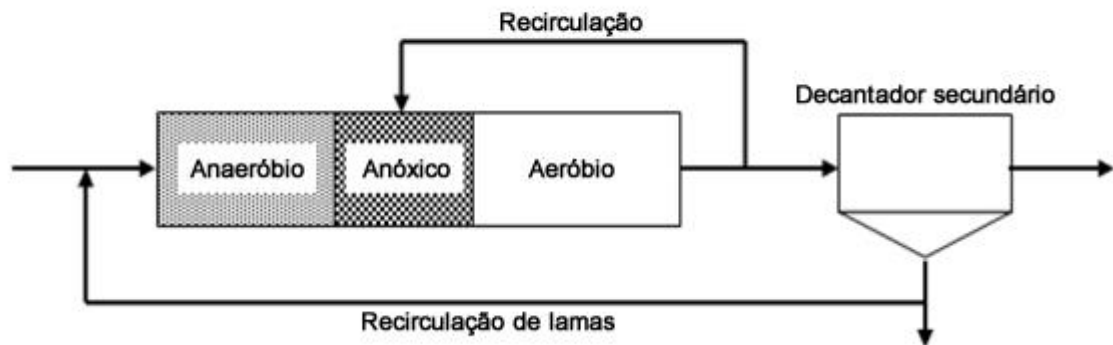 Recirculação
Decantador secundário
Anaeróbio
Anóxico
Aeróbio
Recirculação de lamas